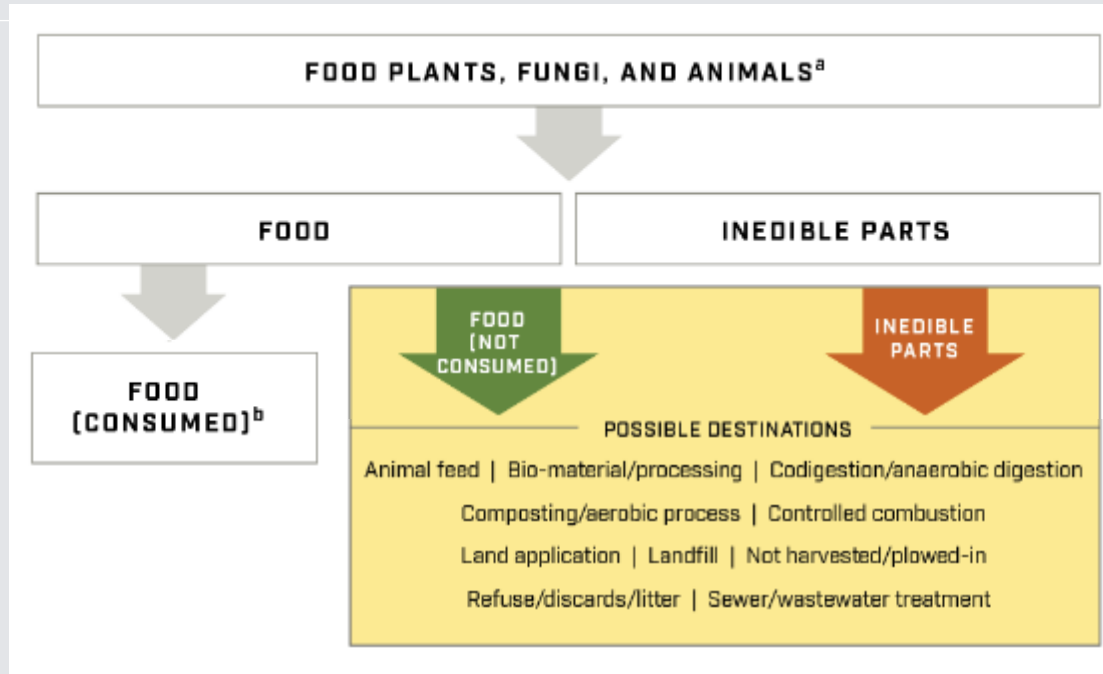 FOOD PLANTS, FUNGI, AND ANIMALSᵃ
FOOD
INEDIBLE PARTS
FOOD
(CONSUMED)ᵇ
FOOD
(NOT
CONSUMED)
INEDIBLE
PARTS
POSSIBLE DESTINATIONS
Animal feed | Bio-material/processing | Codigestion/anaerobic digestion
Composting/aerobic process | Controlled combustion
Land application | Landfill | Not harvested/plowed-in
Refuse/discards/litter | Sewer/wastewater treatment